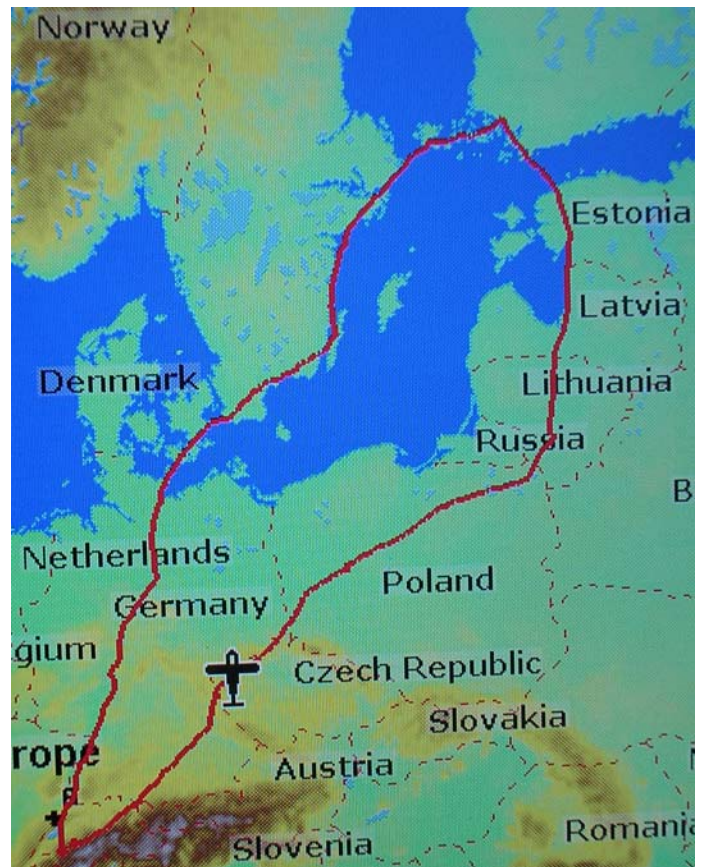 Norway
Estonia
Latvia
Denmark
Lithuania
Russia
B
Netherlands
Poland
Germany
gium
Czech Republic
Slovakia
rope
Austria
Romania
Slovenia